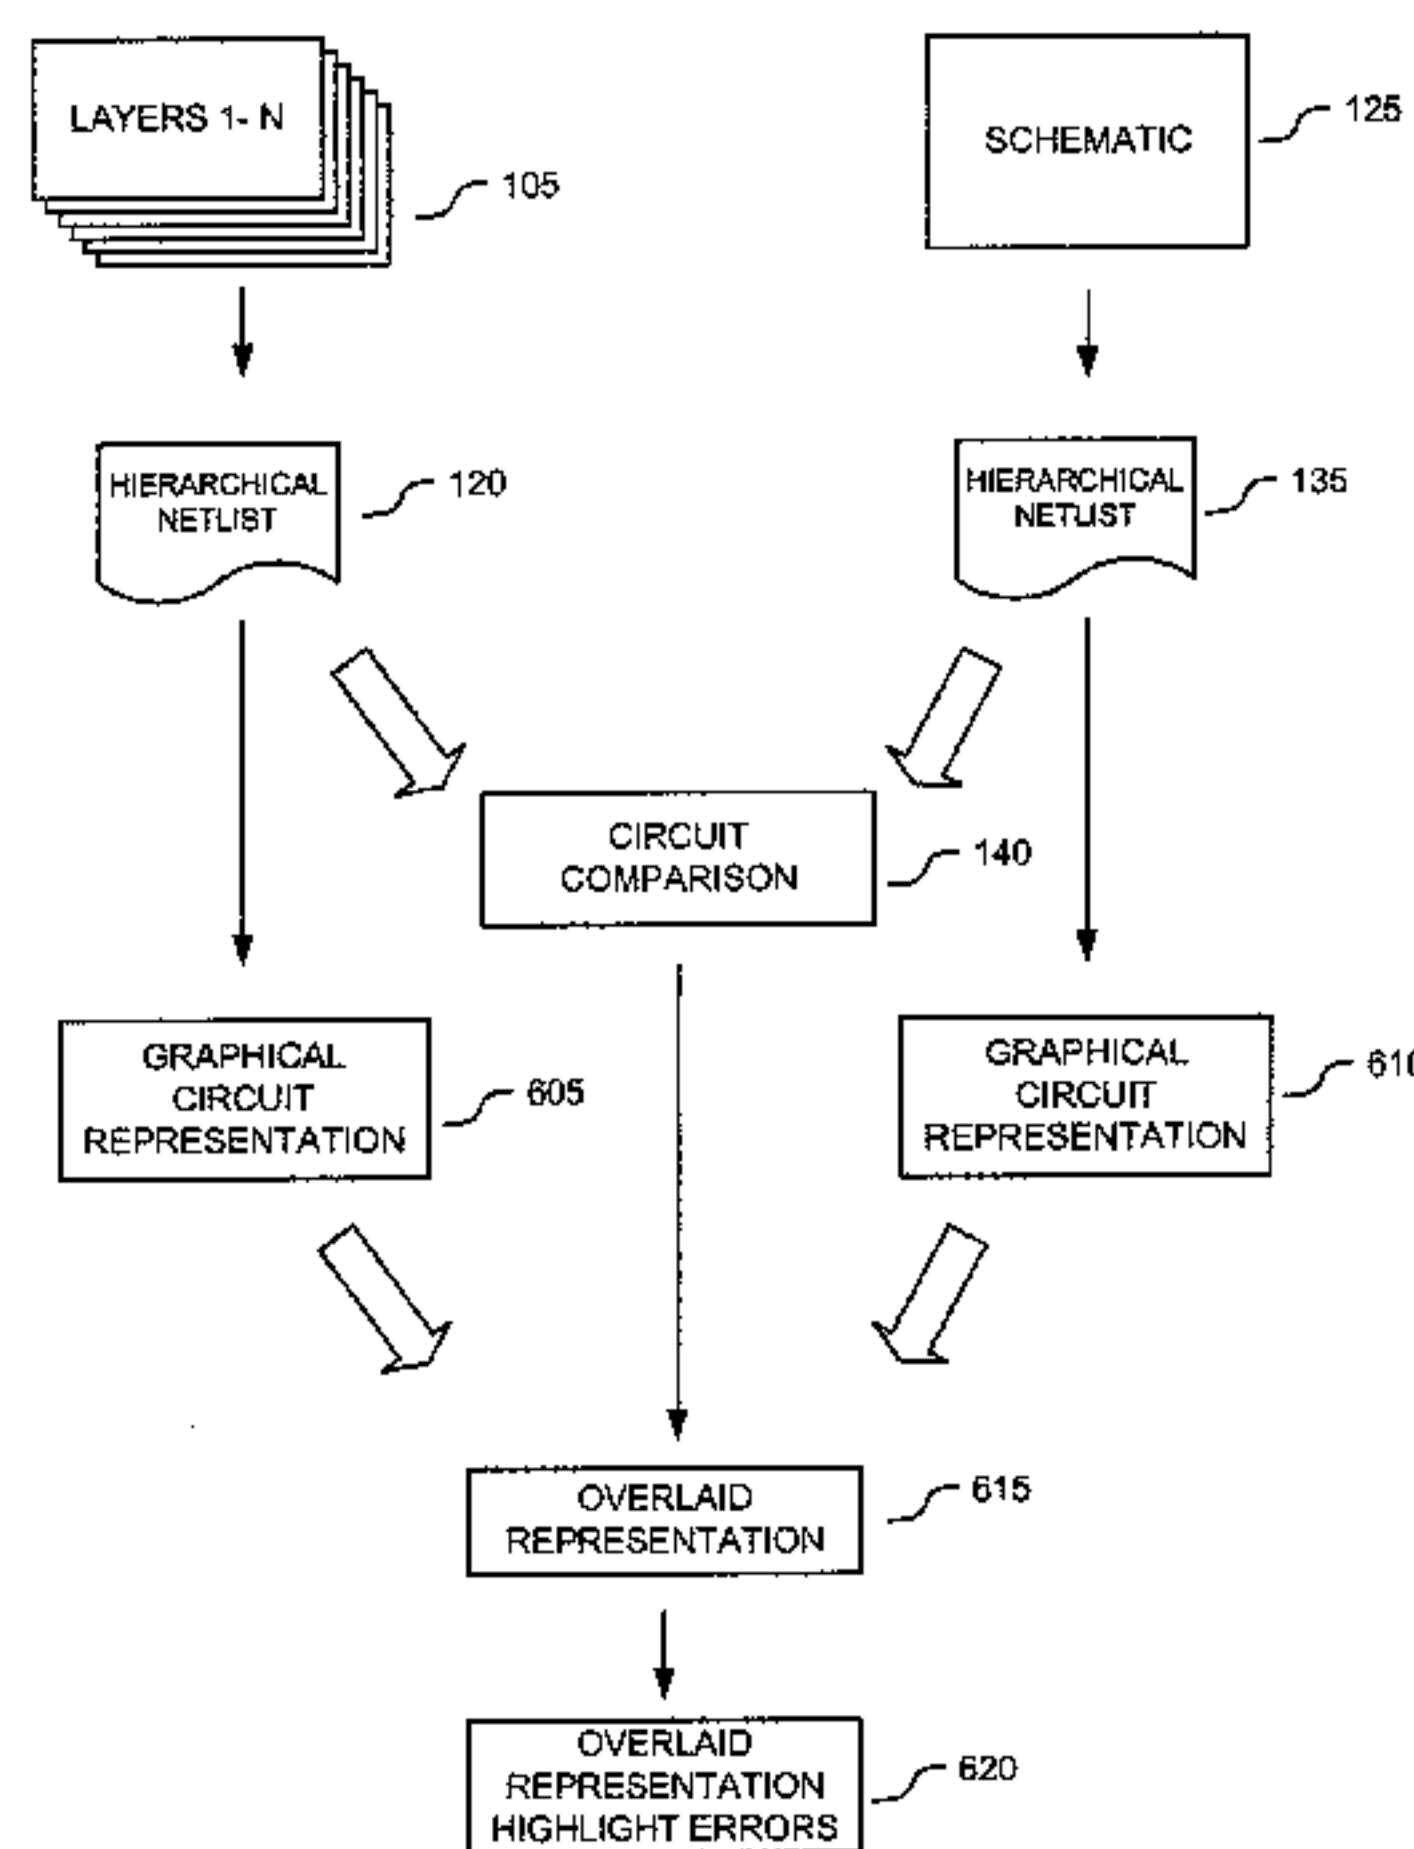 LAYERS 1- N
105
SCHEMATIC
125
HIERARCHICAL
NETLIST
120
HIERARCHICAL
NETLIST
135
CIRCUIT
COMPARISON
140
GRAPHICAL
CIRCUIT
REPRESENTATION
605
GRAPHICAL
CIRCUIT
REPRESENTATION
610
OVERLAID
REPRESENTATION
615
OVERLAID
REPRESENTATION
HIGHLIGHT ERRORS
620